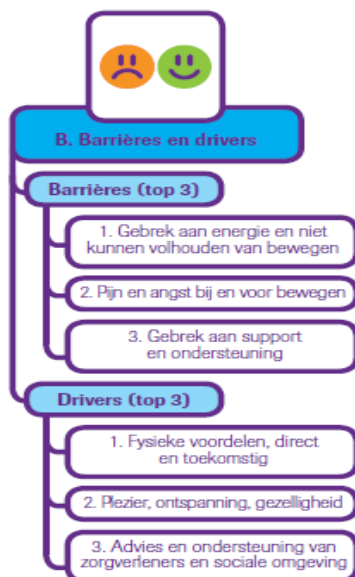 B. Barrières en drivers
Barrières (top 3)
1. Gebrek aan energie en niet
kunnen volhouden van bewegen
2. Pijn en angst bij en voor bewegen
3. Gebrek aan support
en ondersteuning
Drivers (top 3)
1. Fysieke voordelen, direct
en toekomstig
2. Plezier, ontspanning, gezelligheid
3. Advies en ondersteuning van
zorgverleners en sociale omgeving